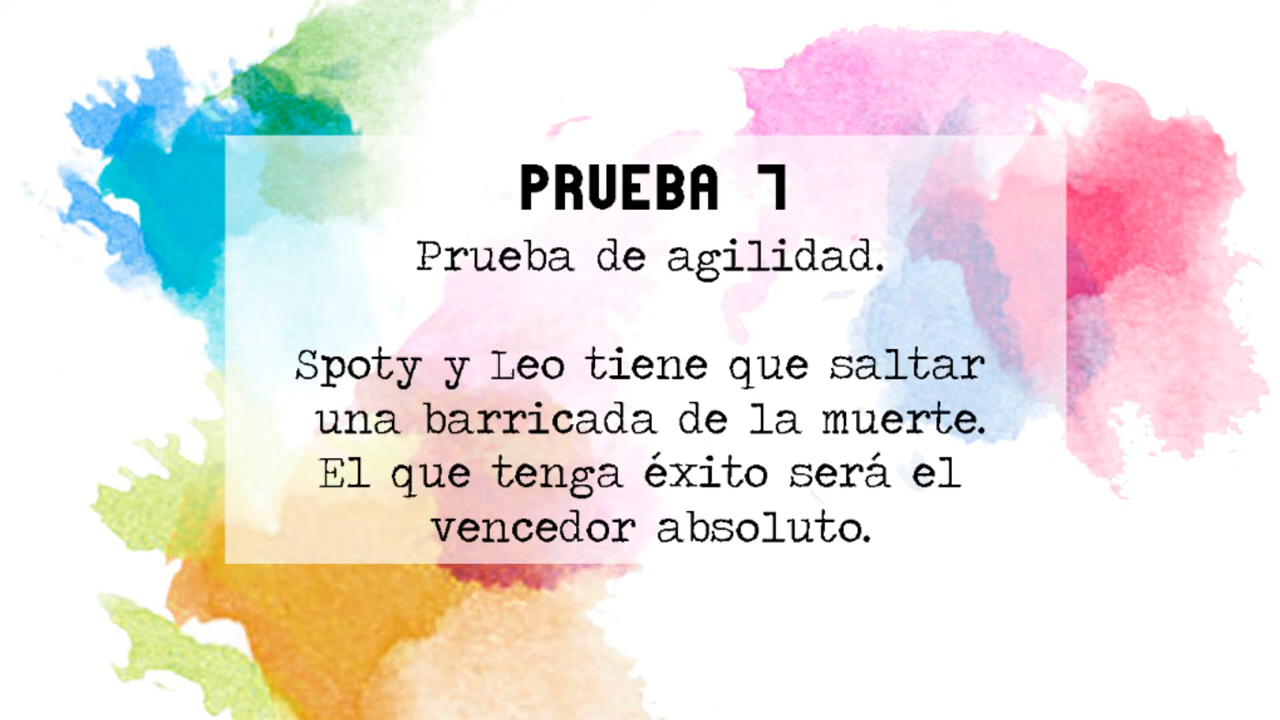 PRUEBA 7
Prueba de agilidad.
Spoty y Leo tiene que saltar
una barricada de la muerte.
El que tenga éxito será el
vencedor absoluto.